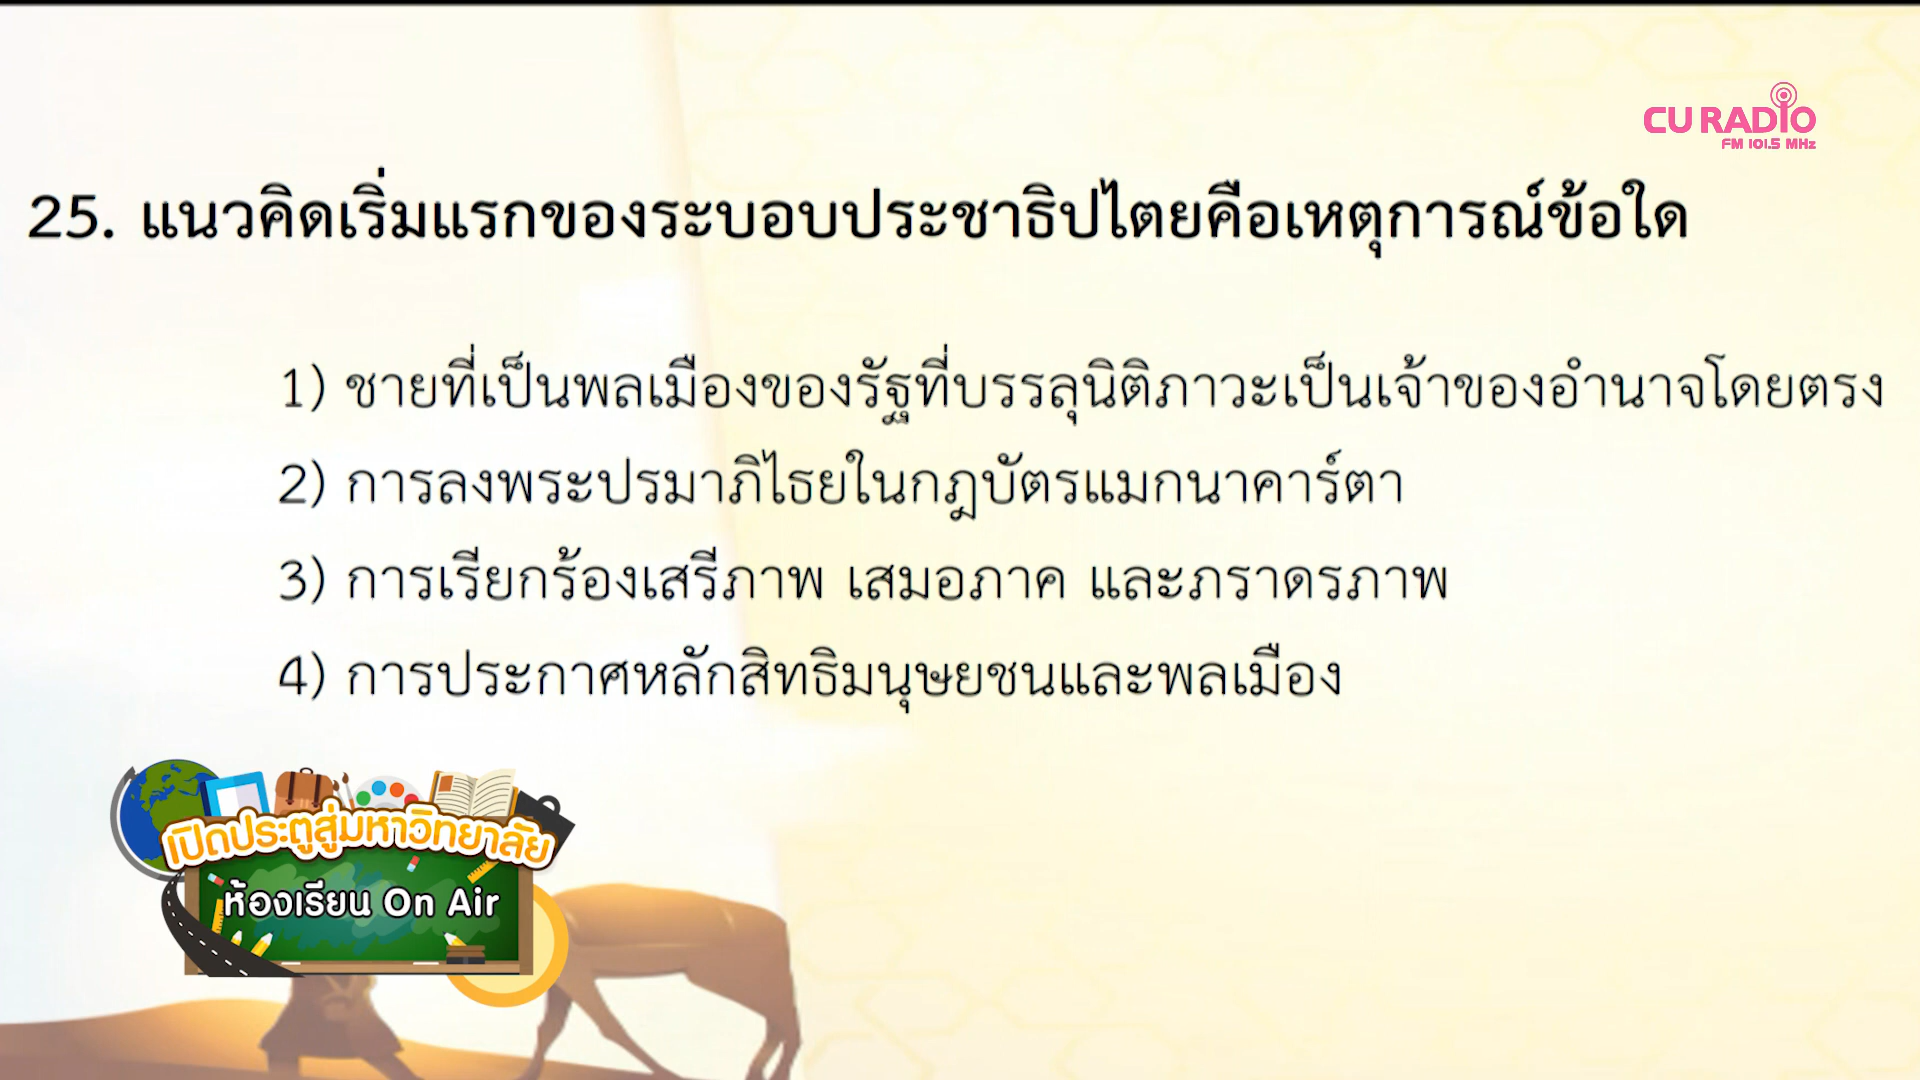 CU RADIO
FM 101.5 MHz
25. แนวคิดเริ่มแรกของระบอบประชาธิปไตยคือเหตุการณ์ข้อใด
1) ชายที่เป็นพลเมืองของรัฐที่บรรลุนิติภาวะเป็นเจ้าของอำนาจโดยตรง
2) การลงพระปรมาภิไธยในกฎบัตรแมกนาคาร์ตา
3) การเรียกร้องเสรีภาพ เสมอภาค และภราดรภาพ
4) การประกาศหลักสิทธิมนุษยชนและพลเมือง
เปิดประตูสู่มหาวิทยาลัย
ห้องเรียน On Air